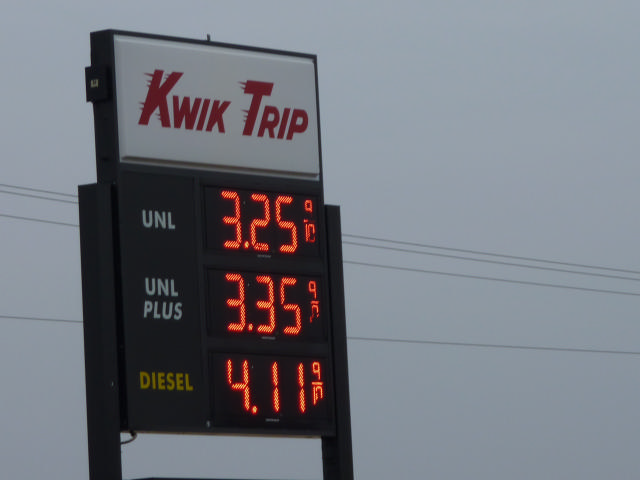 KWIK TRIP
UNL 3.25 9/10
UNL PLUS 3.35 9/10
DIESEL 4.11 9/10